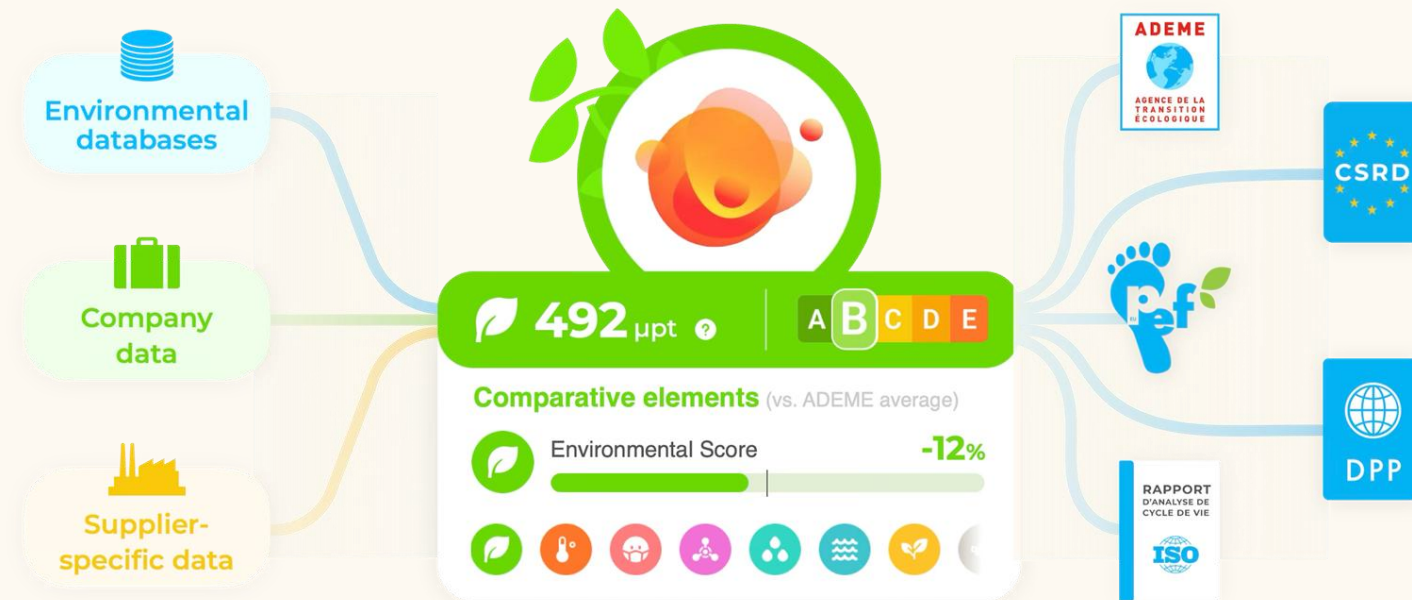 Environmental
databases
Company
data
Supplier-
specific data
492 µpt ?
A B C D E
Comparative elements (vs. ADEME average)
Environmental Score
-12%
ADEME
AGENCE DE LA
TRANSITION
ÉCOLOGIQUE
CSRD
pef
DPP
RAPPORT
D'ANALYSE DE
CYCLE DE VIE
ISO